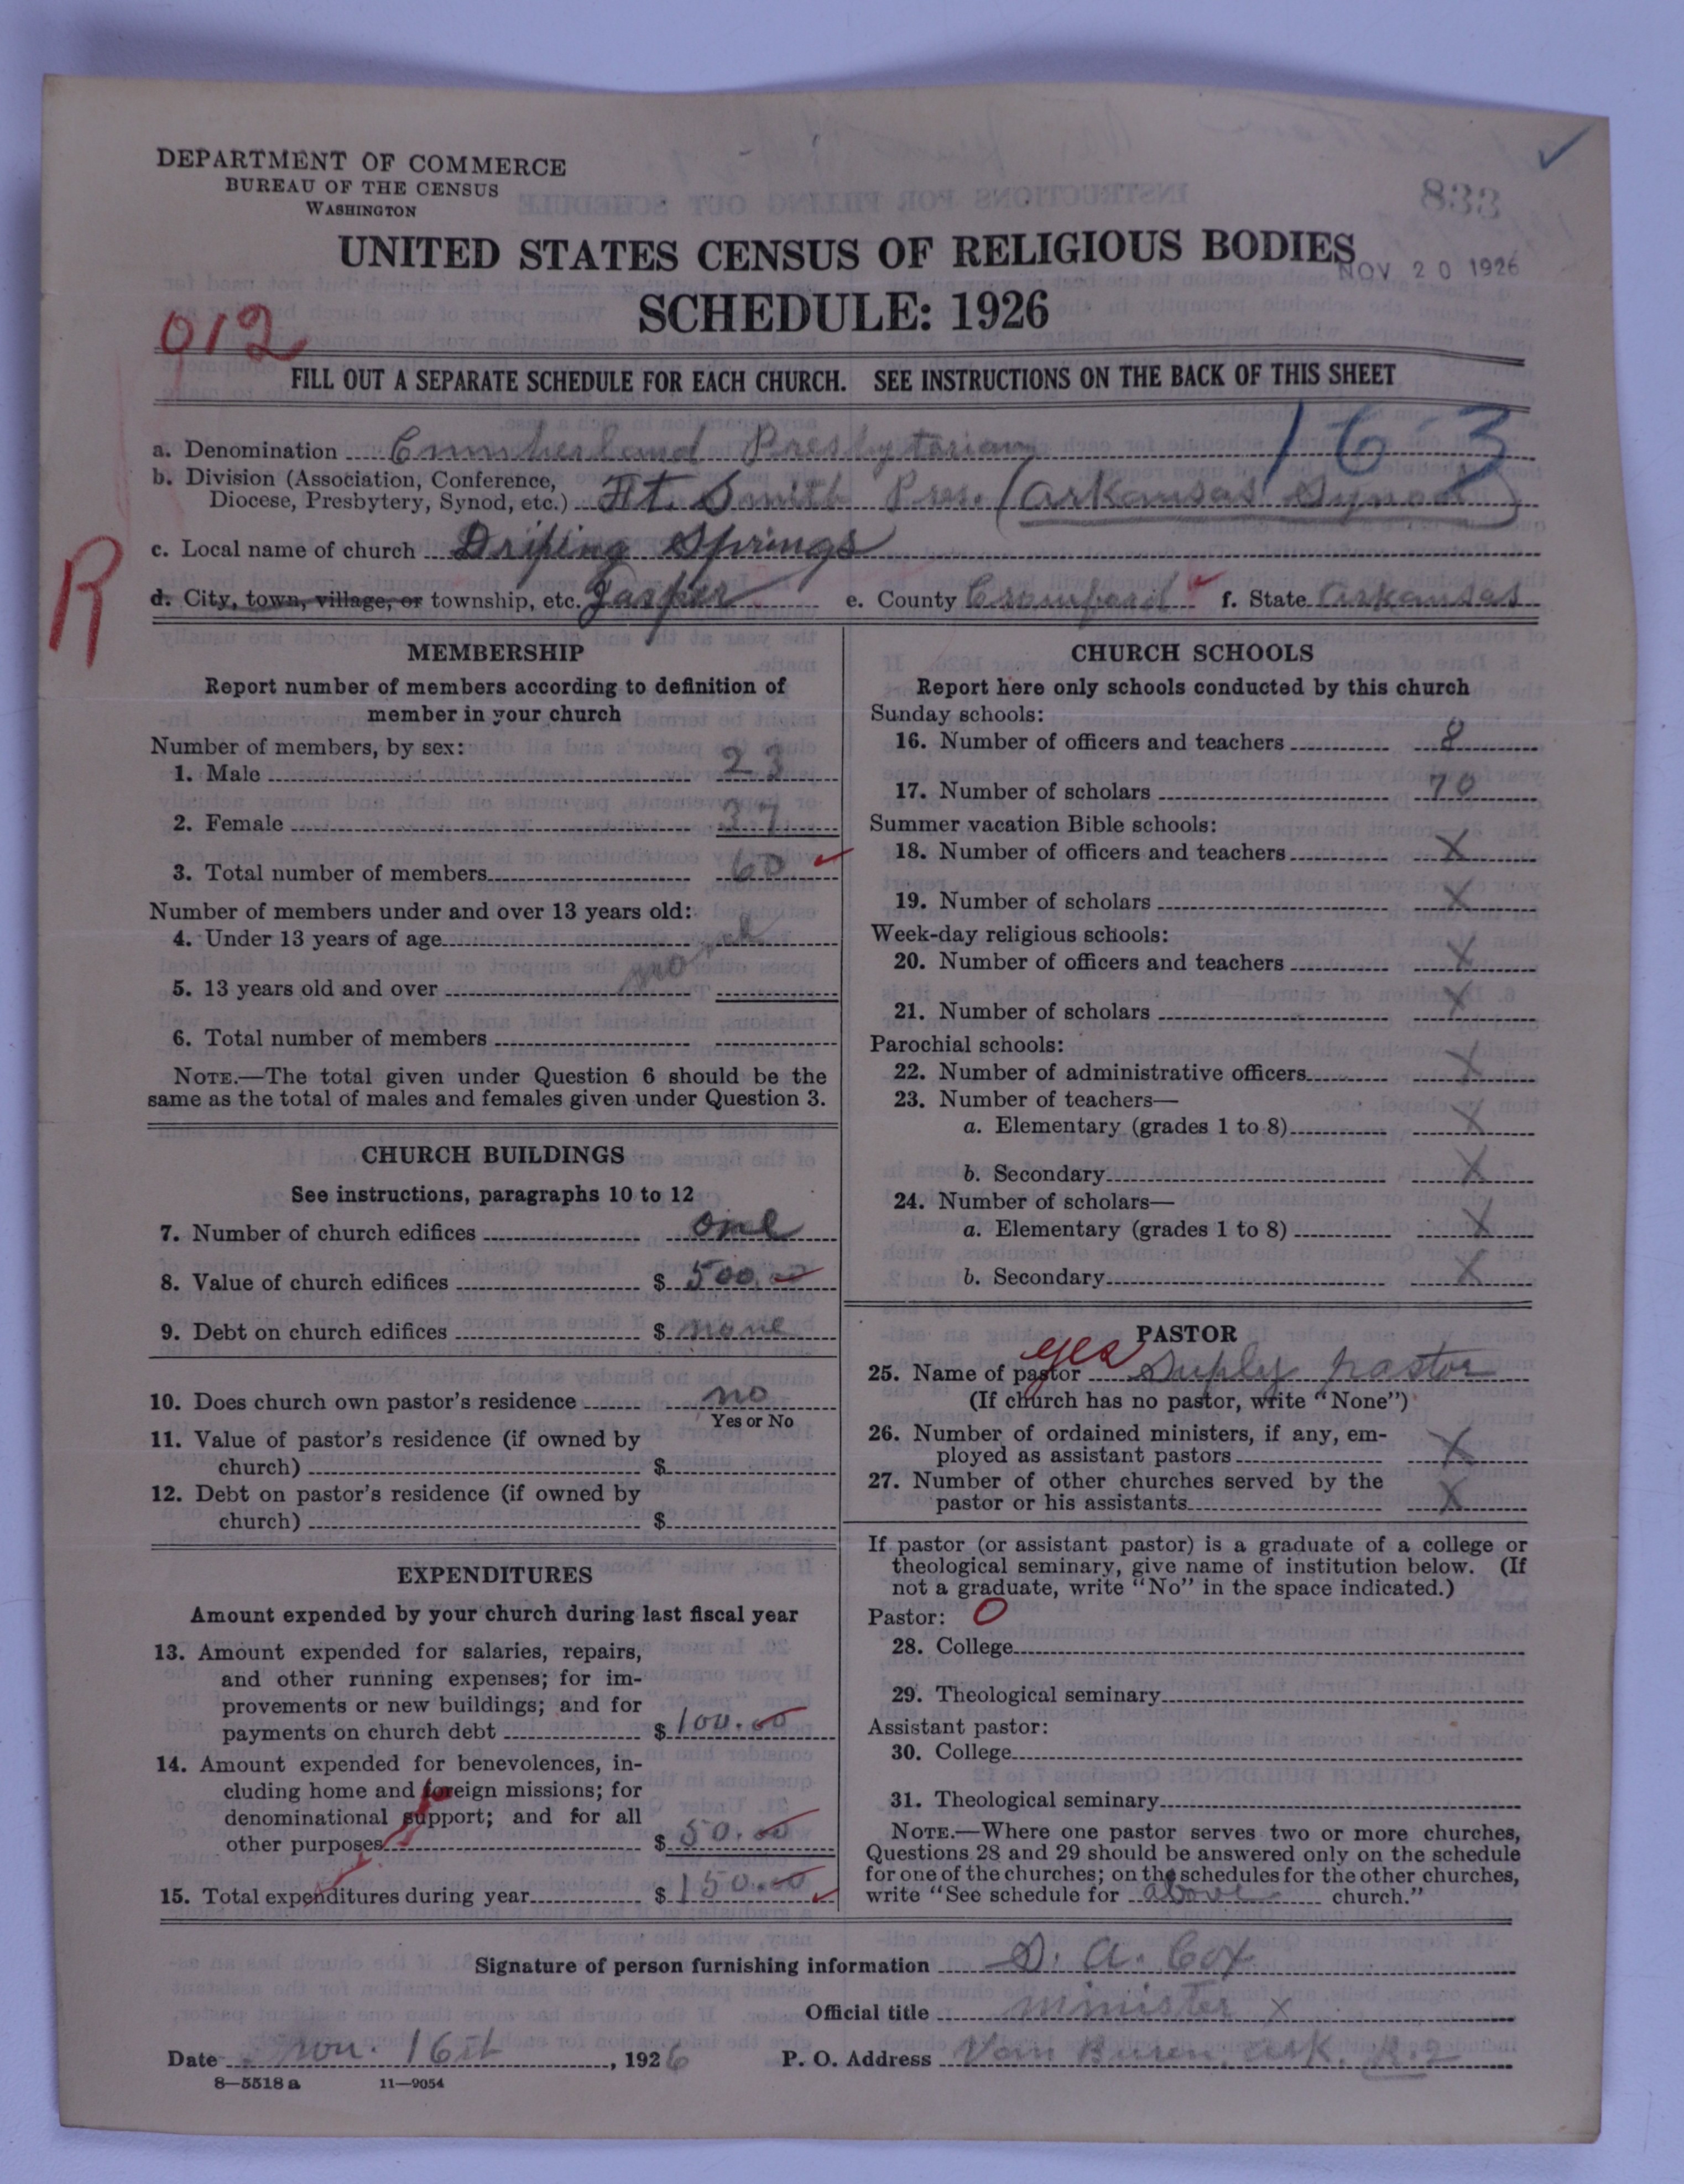 DEPARTMENT OF COMMERCE
BUREAU OF THE CENSUS
WASHINGTON
833
UNITED STATES CENSUS OF RELIGIOUS BODIES
NOV 20 1926
SCHEDULE: 1926
012
FILL OUT A SEPARATE SCHEDULE FOR EACH CHURCH. SEE INSTRUCTIONS ON THE BACK OF THIS SHEET
163
a. Denomination Cumberland Presbyterian
b. Division (Association, Conference,
Diocese, Presbytery, Synod, etc.) Ft. Smith Pres. (Arkansas Synod)
R
c. Local name of church Driping Springs
d. City, town, village, or township, etc. Jasper e. County Crawford f. State Arkansas
MEMBERSHIP
Report number of members according to definition of
member in your church
Number of members, by sex:
1. Male 23
2. Female 37
3. Total number of members 60
Number of members under and over 13 years old:
4. Under 13 years of age
5. 13 years old and over
6. Total number of members
NOTE.—The total given under Question 6 should be the
same as the total of males and females given under Question 3.
CHURCH BUILDINGS
See instructions, paragraphs 10 to 12
7. Number of church edifices one
8. Value of church edifices $ 500.00
9. Debt on church edifices $ none
10. Does church own pastor's residence no
Yes or No
11. Value of pastor's residence (if owned by
church) $
12. Debt on pastor's residence (if owned by
church) $
EXPENDITURES
Amount expended by your church during last fiscal year
13. Amount expended for salaries, repairs,
and other running expenses; for im-
provements or new buildings; and for
payments on church debt $ 100.00
14. Amount expended for benevolences, in-
cluding home and foreign missions; for
denominational support; and for all
other purposes $ 50.00
15. Total expenditures during year $ 150.00
CHURCH SCHOOLS
Report here only schools conducted by this church
Sunday schools:
16. Number of officers and teachers 8
17. Number of scholars 70
Summer vacation Bible schools:
18. Number of officers and teachers X
19. Number of scholars X
Week-day religious schools:
20. Number of officers and teachers X
21. Number of scholars X
Parochial schools:
22. Number of administrative officers X
23. Number of teachers—
a. Elementary (grades 1 to 8) X
b. Secondary X
24. Number of scholars—
a. Elementary (grades 1 to 8) X
b. Secondary X
PASTOR
yes
25. Name of pastor Suply pastor
(If church has no pastor, write "None")
26. Number of ordained ministers, if any, em-
ployed as assistant pastors X
27. Number of other churches served by the
pastor or his assistants X
If pastor (or assistant pastor) is a graduate of a college or
theological seminary, give name of institution below. (If
not a graduate, write "No" in the space indicated.)
Pastor: O
28. College
29. Theological seminary
Assistant pastor:
30. College
31. Theological seminary
NOTE.—Where one pastor serves two or more churches,
Questions 28 and 29 should be answered only on the schedule
for one of the churches; on the schedules for the other churches,
write "See schedule for above church."
Signature of person furnishing information S. A. Cox
Official title minister X
Date Nov. 16th, 1926 P. O. Address Van Buren, Ark. R. 2
8—5518 a 11—9054